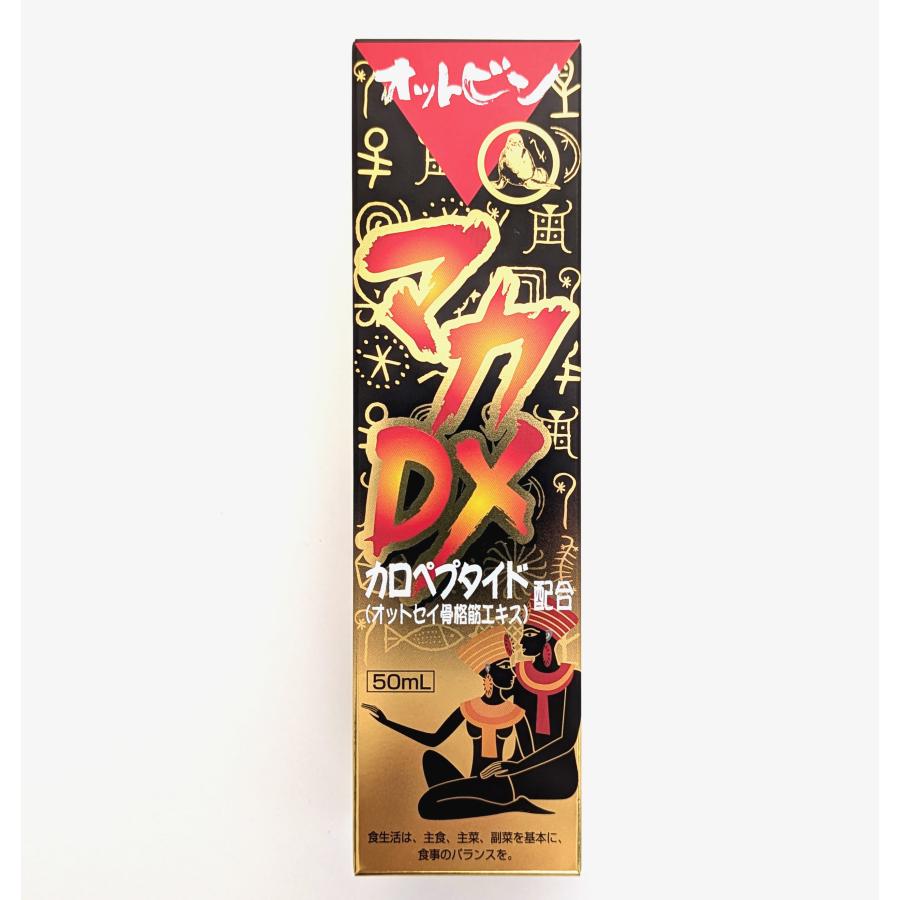 オットビン
マカ
DX
カロペプタイド配合
（オットセイ骨格筋エキス）
50mL
食生活は、主食、主菜、副菜を基本に、
食事のバランスを。